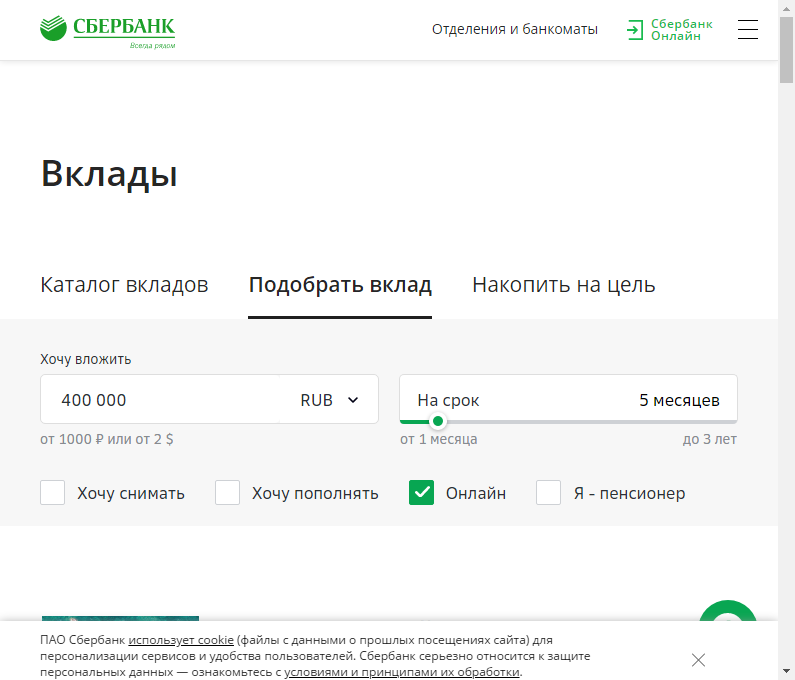 СБЕРБАНК
Всегда рядом
Отделения и банкоматы
Сбербанк
Онлайн
Вклады
Каталог вкладов
Подобрать вклад
Накопить на цель
Хочу вложить
400 000
RUB
На срок
5 месяцев
от 1000 ₽ или от 2 $
от 1 месяца
до 3 лет
Хочу снимать
Хочу пополнять
Онлайн
Я - пенсионер
ПАО Сбербанк использует cookie (файлы с данными о прошлых посещениях сайта) для
персонализации сервисов и удобства пользователей. Сбербанк серьезно относится к защите
персональных данных — ознакомьтесь с условиями и принципами их обработки.